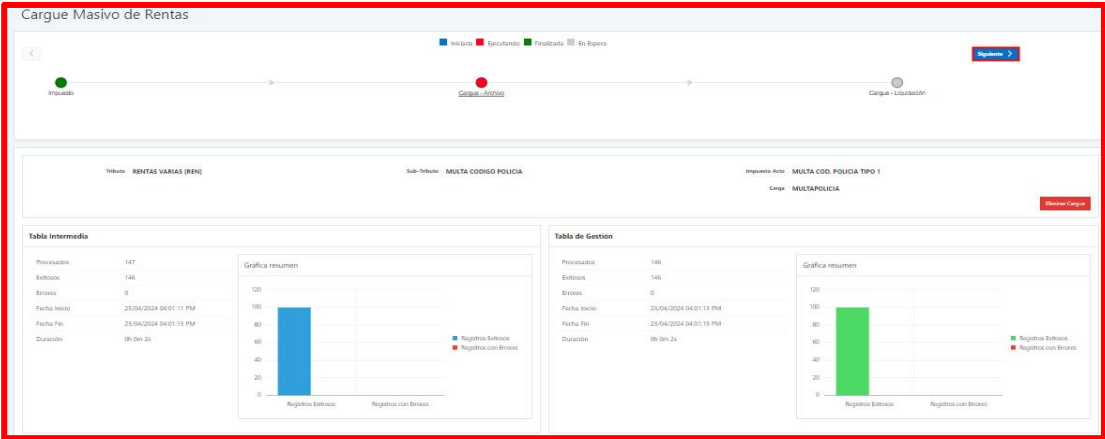 Cargue Masivo de Rentas
Iniciada Ejecutando Finalizada En Espera
Siguiente
Impuesto
Cargue - Archivo
Cargue - Liquidación
Tributo RENTAS VARIAS [REN]
Sub-Tributo MULTA CODIGO POLICIA
Impuesto Acto MULTA COD. POLICIA TIPO 1
Carga MULTAPOLICIA
Eliminar Cargue
Tabla Intermedia
Procesados 147
Exitosos 146
Errores 0
Fecha Inicio 23/04/2024 04:01:11 PM
Fecha Fin 23/04/2024 04:01:13 PM
Duración 0h 0m 2s
Gráfica resumen
120
100
80
60
40
20
0
Registros Exitosos
Registros con Errores
Registros Exitosos
Registros con Errores
Tabla de Gestión
Procesados 146
Exitosos 146
Errores 0
Fecha Inicio 23/04/2024 04:01:13 PM
Fecha Fin 23/04/2024 04:01:15 PM
Duración 0h 0m 2s
Gráfica resumen
120
100
80
60
40
20
0
Registros Exitosos
Registros con Errores
Registros Exitosos
Registros con Errores